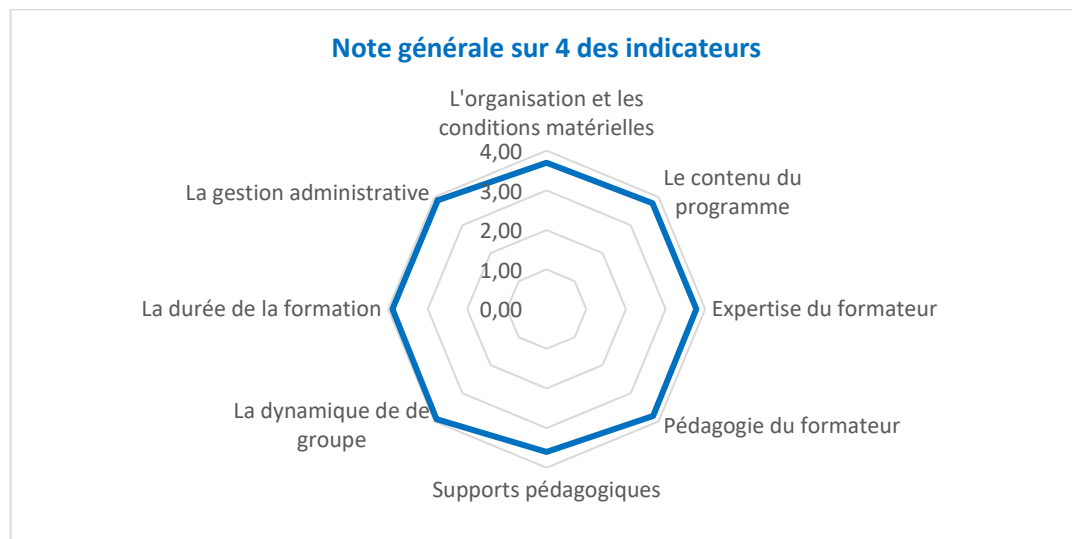 Note générale sur 4 des indicateurs
L'organisation et les
conditions matérielles
4,00
Le contenu du
programme
La gestion administrative
3,00
2,00
1,00
La durée de la formation
0,00
Expertise du formateur
La dynamique de de
groupe
Pédagogie du formateur
Supports pédagogiques